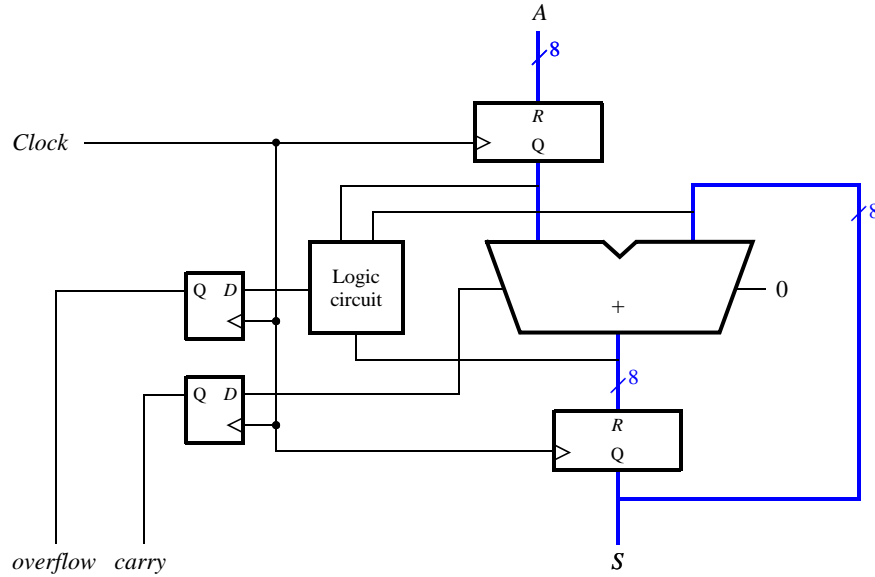 A
8
R
Q
Clock
8
Logic
circuit
0
Q D
+
8
Q D
R
Q
overflow carry
S